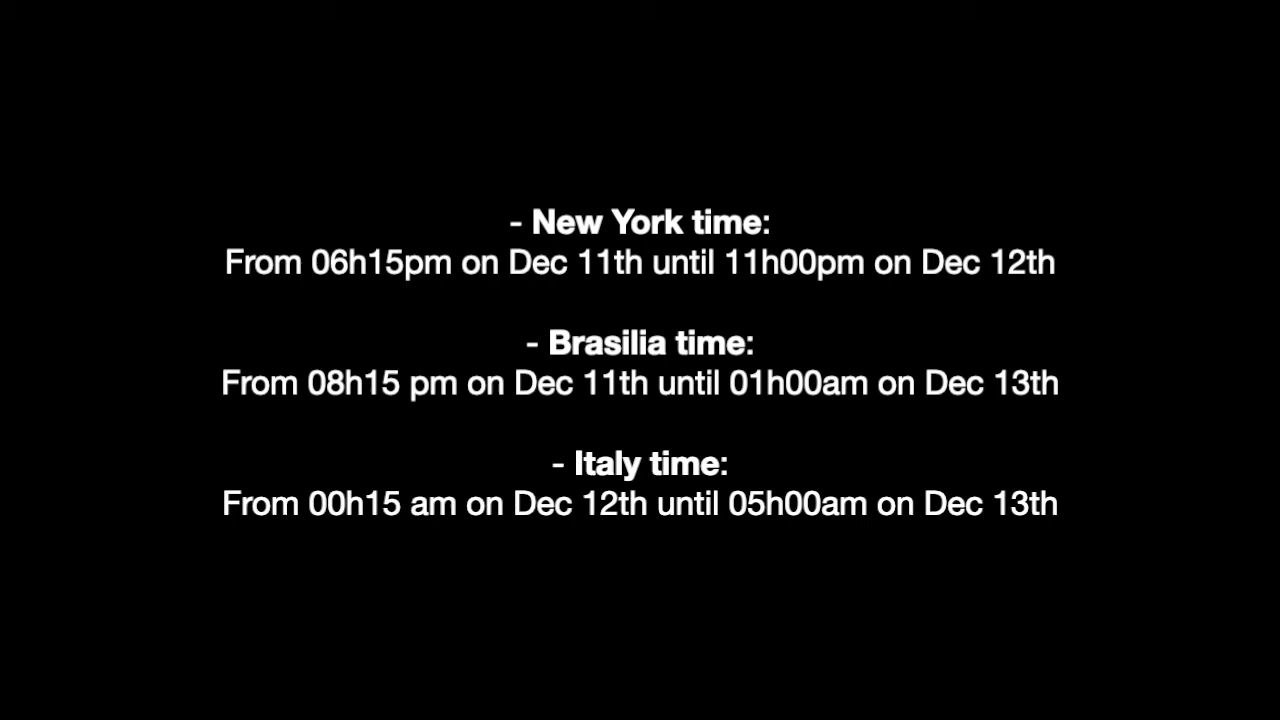 - New York time:
From 06h15pm on Dec 11th until 11h00pm on Dec 12th
- Brasilia time:
From 08h15 pm on Dec 11th until 01h00am on Dec 13th
- Italy time:
From 00h15 am on Dec 12th until 05h00am on Dec 13th